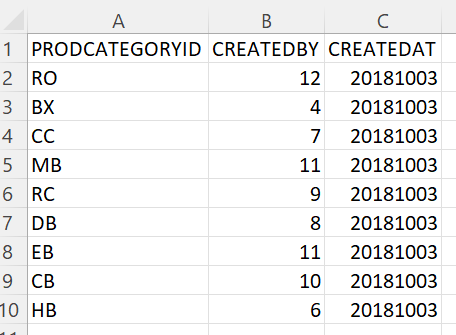 A B C
1 PRODCATEGORYID CREATEDBY CREATEDAT
2 RO 12 20181003
3 BX 4 20181003
4 CC 7 20181003
5 MB 11 20181003
6 RC 9 20181003
7 DB 8 20181003
8 EB 11 20181003
9 CB 10 20181003
10 HB 6 20181003